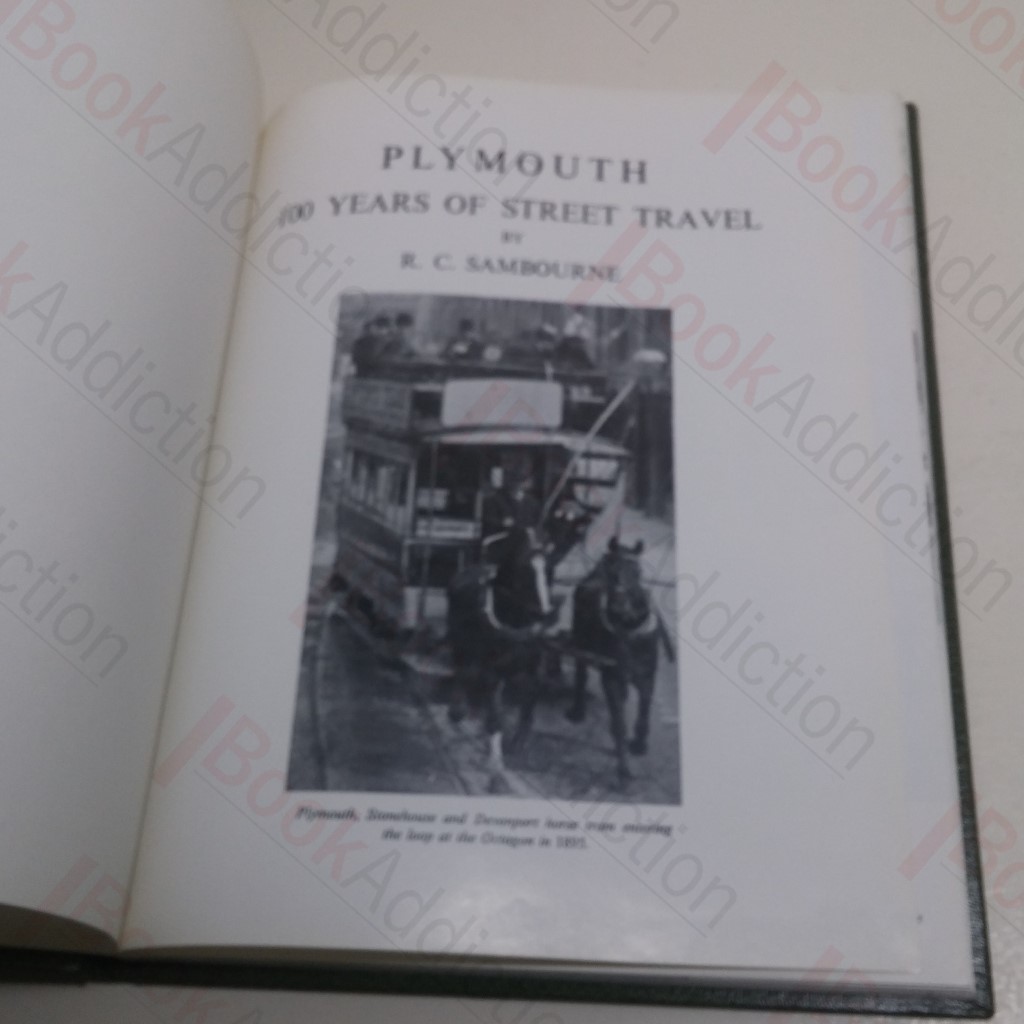 PLYMOUTH
100 YEARS OF STREET TRAVEL
BY
R. C. SAMBOURNE
Plymouth, Stonehouse and Devonport horse tram entering
the loop at the Octagon in
BookAddiction